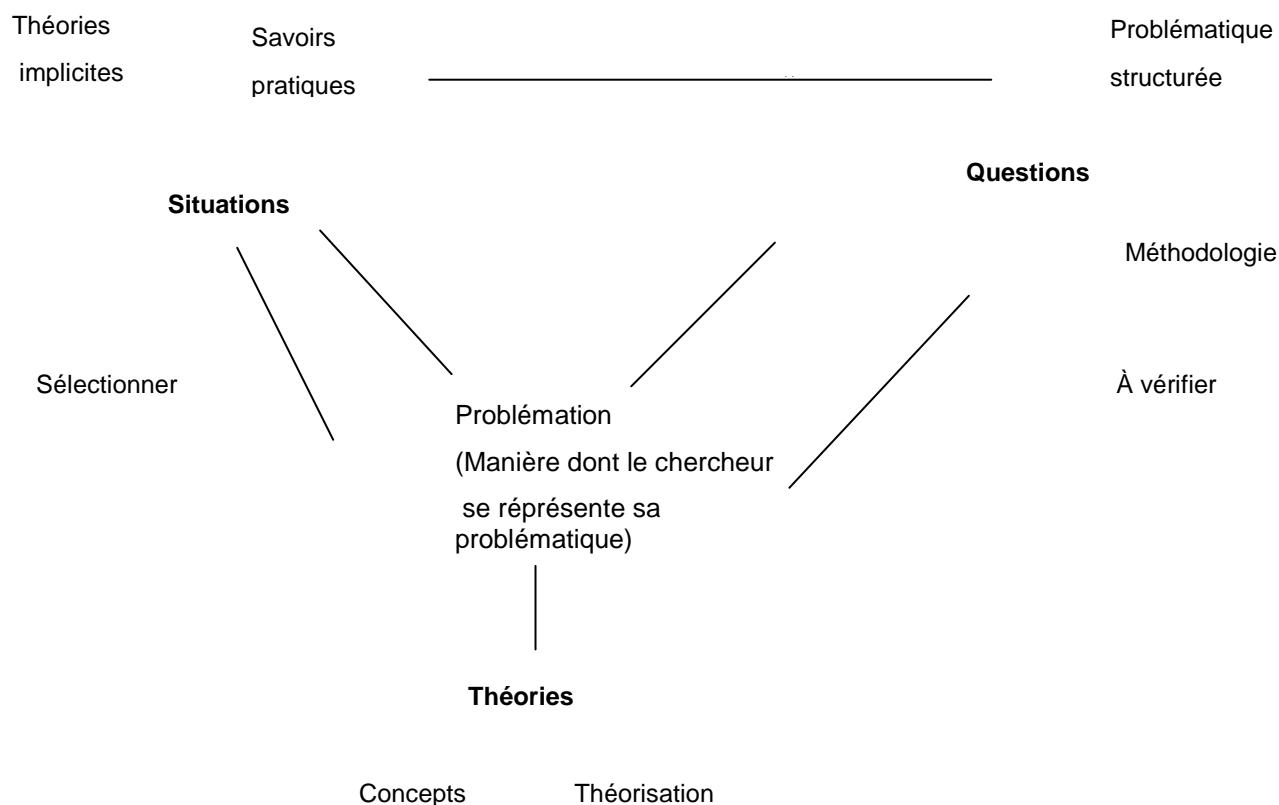 Théories
implicites
Savoirs
pratiques
Problématique
structurée
Questions
Situations
Méthodologie
Sélectionner
À vérifier
Problémation
(Manière dont le chercheur
se réprésente sa
problématique)
Théories
Concepts Théorisation